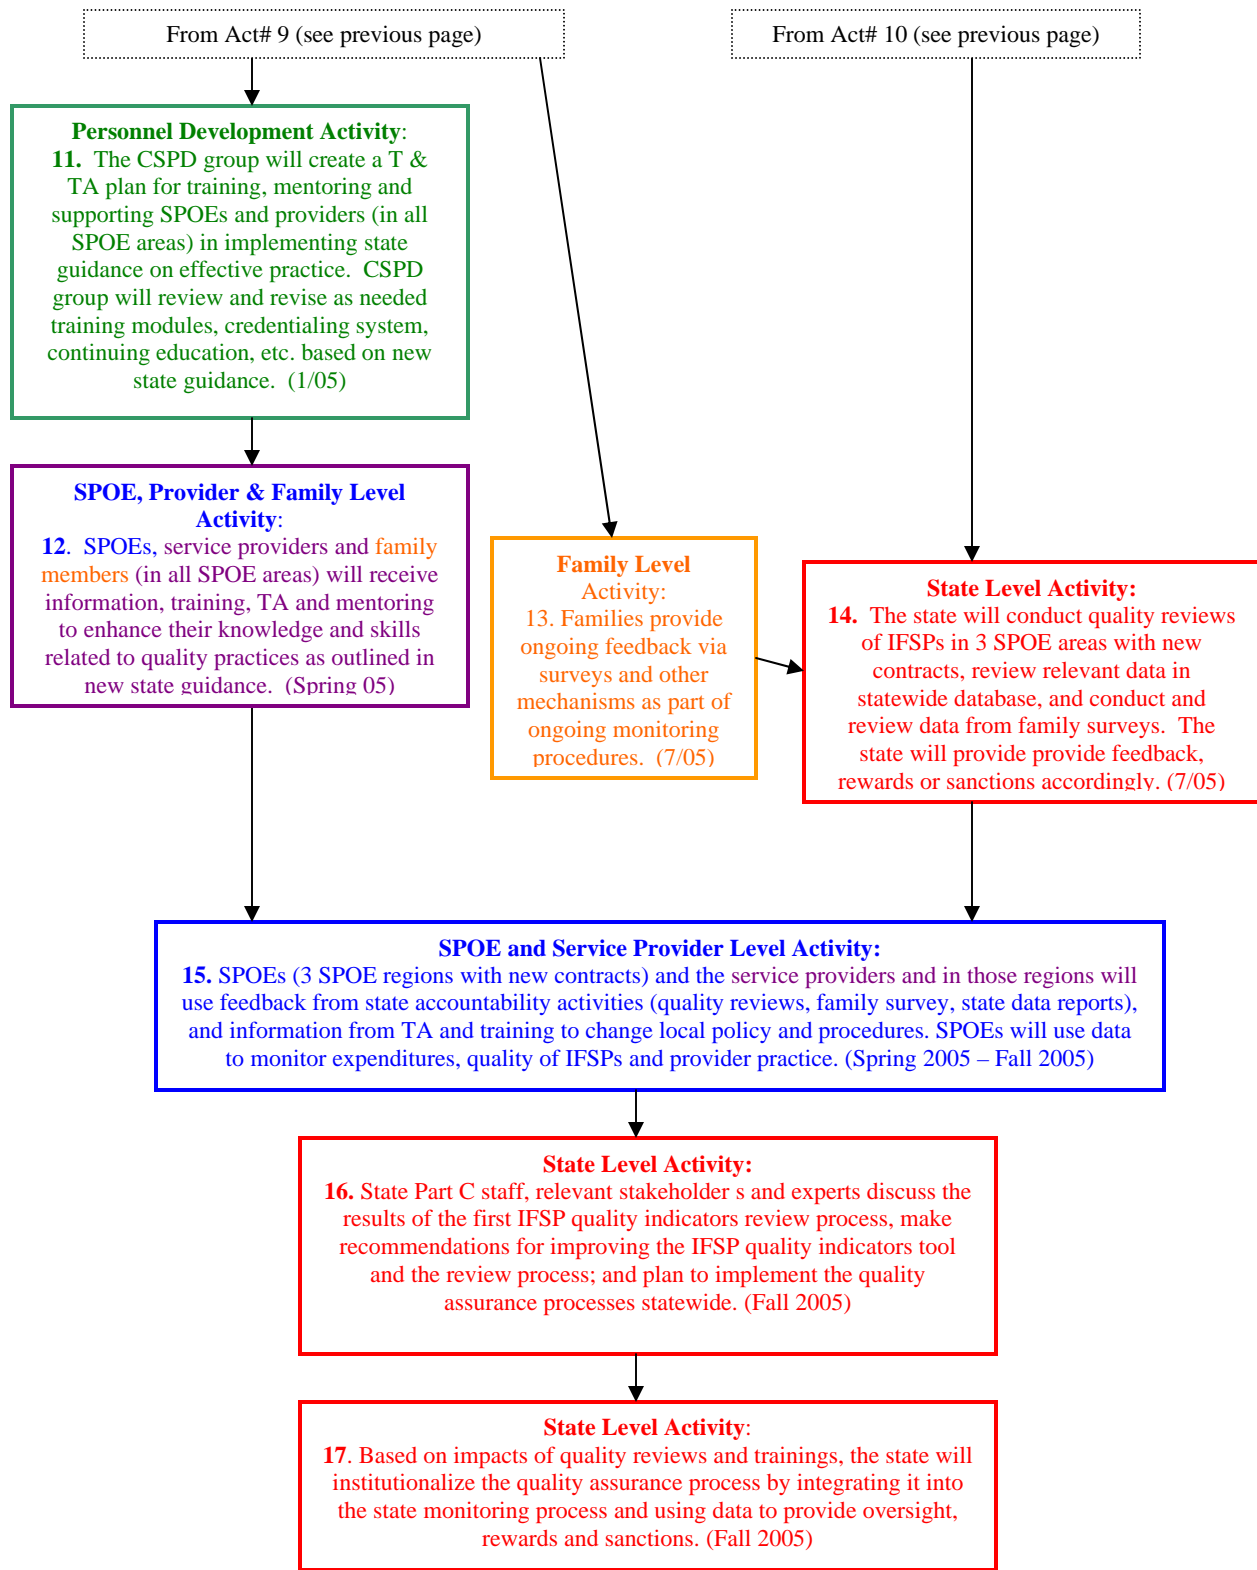 From Act# 9 (see previous page)
From Act# 10 (see previous page)
Personnel Development Activity:
11.  The CSPD group will create a T &
TA plan for training, mentoring and
supporting SPOEs and providers (in all
SPOE areas) in implementing state
guidance on effective practice.  CSPD
group will review and revise as needed
training modules, credentialing system,
continuing education, etc. based on new
state guidance.  (1/05)
SPOE, Provider & Family Level
Activity:
12.  SPOEs, service providers and family
members (in all SPOE areas) will receive
information, training, TA and mentoring
to enhance their knowledge and skills
related to quality practices as outlined in
new state guidance.  (Spring 05)
Family Level
Activity:
13. Families provide
ongoing feedback via
surveys and other
mechanisms as part of
ongoing monitoring
procedures.  (7/05)
State Level Activity:
14.  The state will conduct quality reviews
of IFSPs in 3 SPOE areas with new
contracts, review relevant data in
statewide database, and conduct and
review data from family surveys.  The
state will provide provide feedback,
rewards or sanctions accordingly. (7/05)
SPOE and Service Provider Level Activity:
15. SPOEs (3 SPOE regions with new contracts) and the service providers and in those regions will
use feedback from state accountability activities (quality reviews, family survey, state data reports),
and information from TA and training to change local policy and procedures. SPOEs will use data
to monitor expenditures, quality of IFSPs and provider practice. (Spring 2005 – Fall 2005)
State Level Activity:
16. State Part C staff, relevant stakeholder s and experts discuss the
results of the first IFSP quality indicators review process, make
recommendations for improving the IFSP quality indicators tool
and the review process; and plan to implement the quality
assurance processes statewide. (Fall 2005)
State Level Activity:
17. Based on impacts of quality reviews and trainings, the state will
institutionalize the quality assurance process by integrating it into
the state monitoring process and using data to provide oversight,
rewards and sanctions. (Fall 2005)